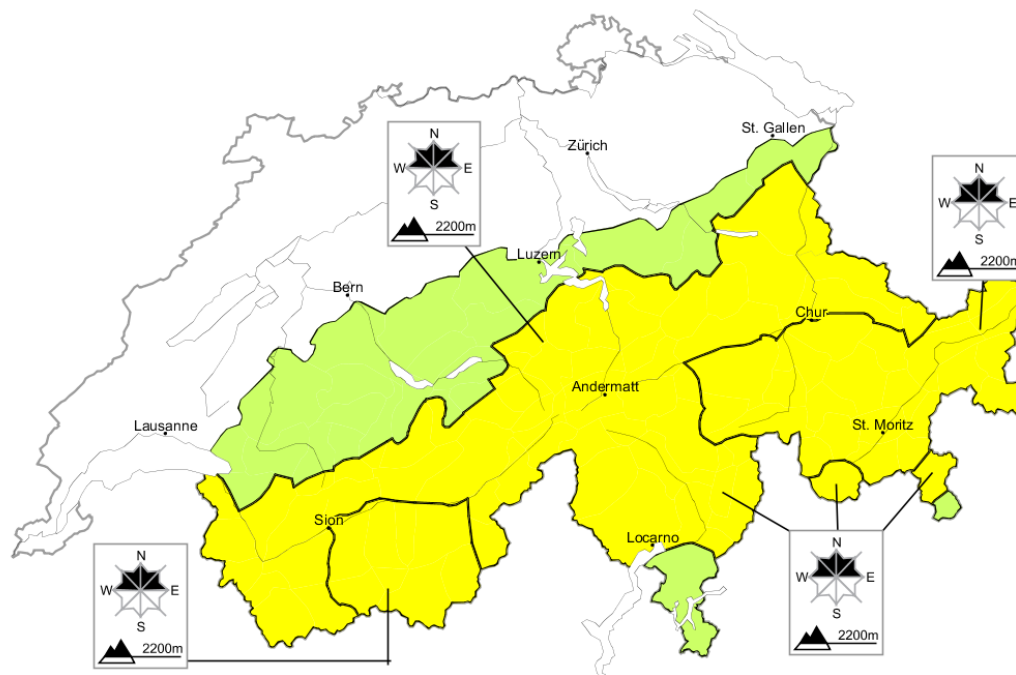 St. Gallen
N
Zürich
W E
S
2200m
N
W E
S
2200m
Luzern
Bern
Chur
Andermatt
Lausanne
St. Moritz
Sion
Locarno
N
W E
S
2200m
N
W E
S
2200m